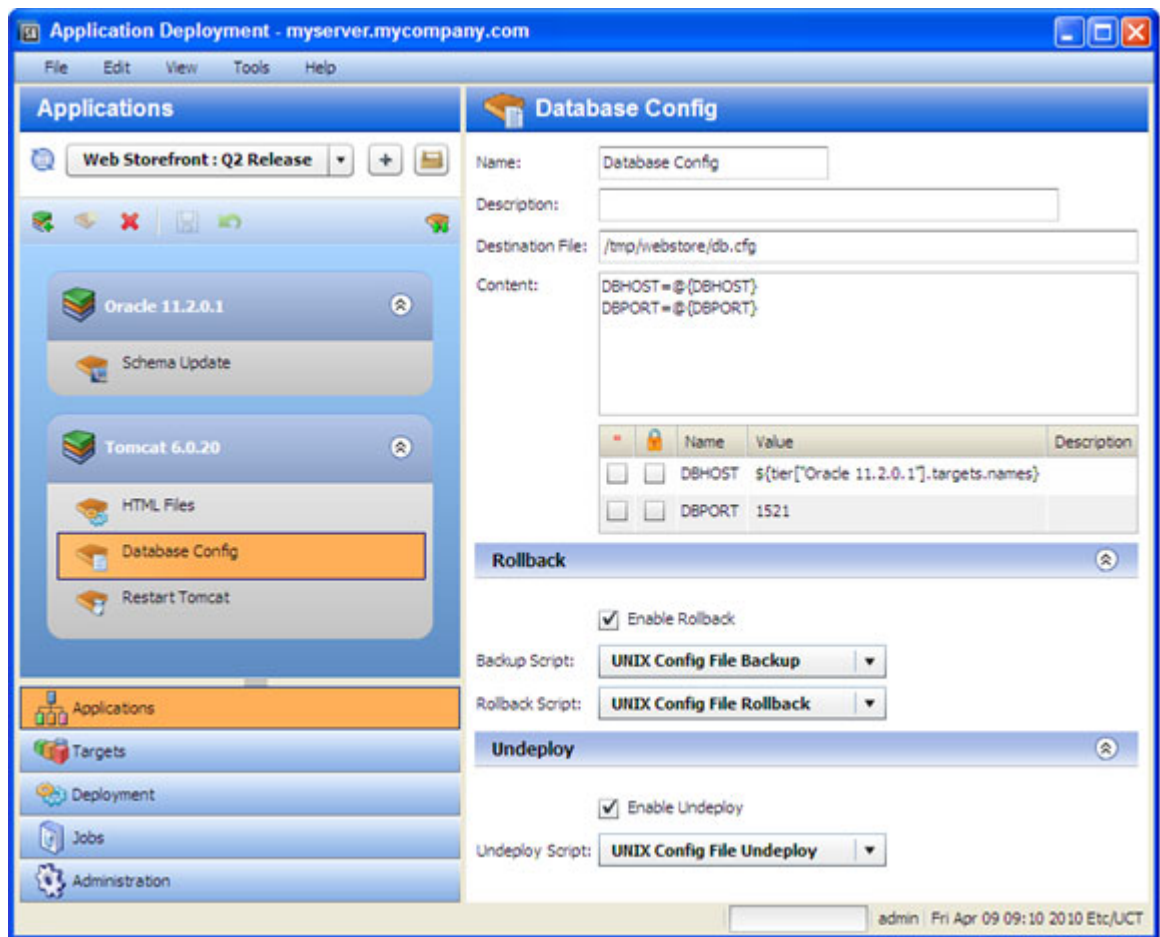 Application Deployment - myserver.mycompany.com
File Edit View Tools Help
Applications
Web Storefront : Q2 Release
Oracle 11.2.0.1
Schema Update
Tomcat 6.0.20
HTML Files
Database Config
Restart Tomcat
Applications
Targets
Deployment
Jobs
Administration
Database Config
Name: Database Config
Description:
Destination File: /tmp/webstore/db.cfg
Content: DBHOST=@{DBHOST}
DBPORT=@{DBPORT}
* Name Value Description
DBHOST ${tier["Oracle 11.2.0.1"].targets.names}
DBPORT 1521
Rollback
Enable Rollback
Backup Script: UNIX Config File Backup
Rollback Script: UNIX Config File Rollback
Undeploy
Enable Undeploy
Undeploy Script: UNIX Config File Undeploy
admin Fri Apr 09 09:10 2010 Etc/UCT